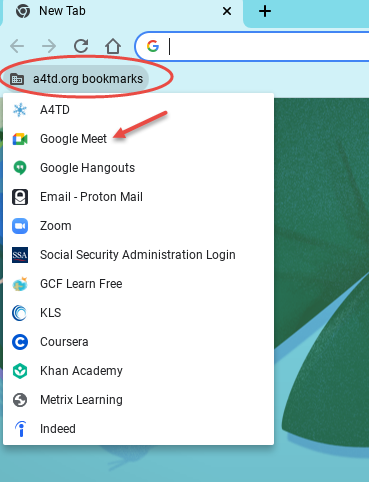 New Tab
a4td.org bookmarks
A4TD
Google Meet
Google Hangouts
Email - Proton Mail
Zoom
SSA Social Security Administration Login
GCF Learn Free
KLS
Coursera
Khan Academy
Metrix Learning
Indeed